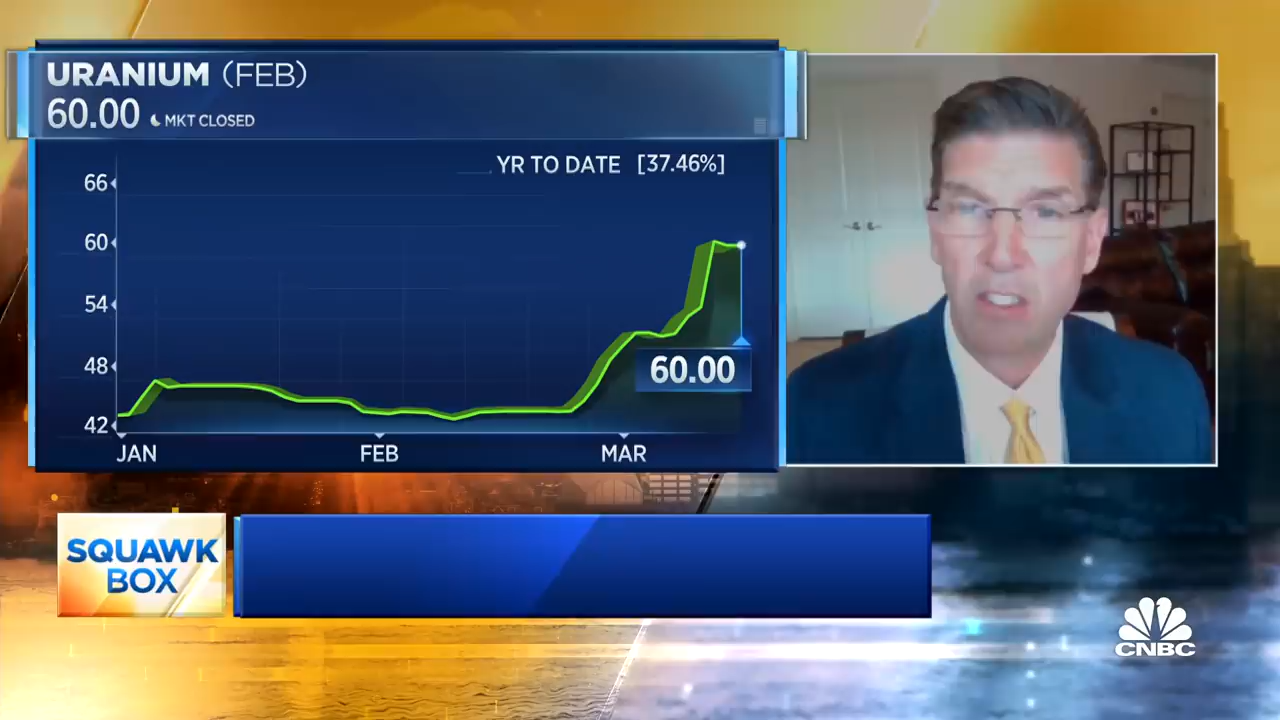 URANIUM (FEB)
60.00 MKT CLOSED
YR TO DATE [37.46%]
66
60
54
48
42
60.00
JAN FEB MAR
SQUAWK
BOX
CNBC